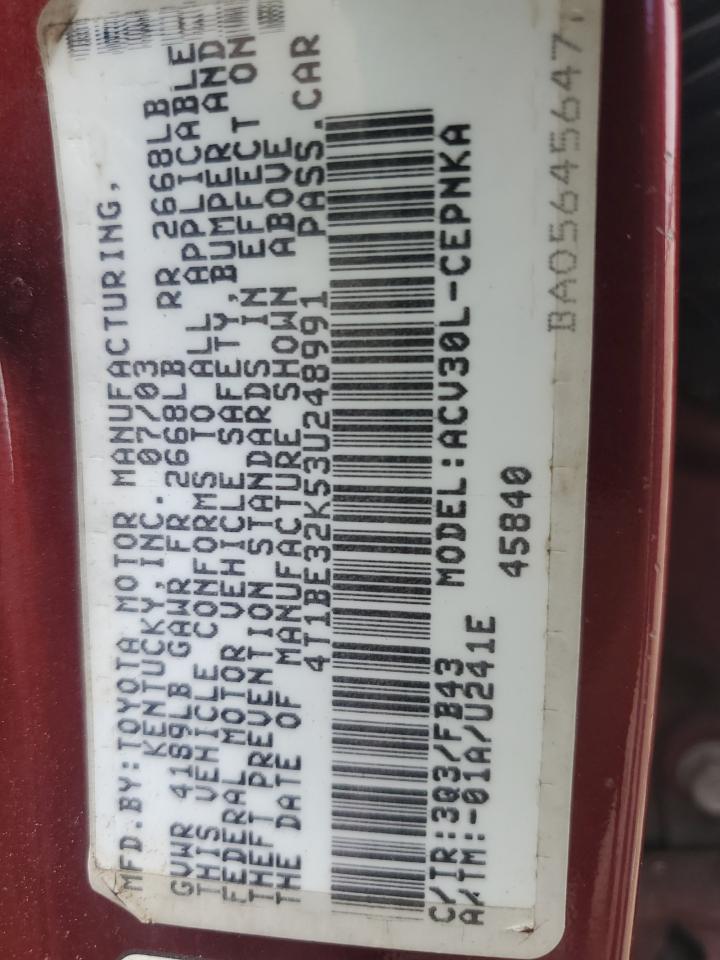 MFD.BY:TOYOTA MOTOR MANUFACTURING,
KENTUCKY,INC. 07/03
GVWR 4189LB GAWR FR 2668LB RR 2668LB
THIS VEHICLE CONFORMS TO ALL APPLICABLE
FEDERAL MOTOR VEHICLE SAFETY,BUMPER AND
THEFT PREVENTION STANDARDS IN EFFECT ON
THE DATE OF MANUFACTURE SHOWN ABOVE
4T1BE32K53U248991 PASS.CAR
C/TR:3Q3/FB43 MODEL:ACV30L-CEPNKA
A/TM:-01A/U241E 45840
BA05645647